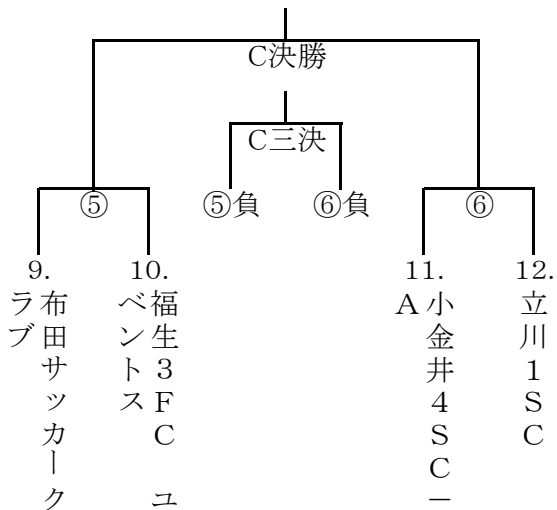 C決勝
C三決
⑤
⑤負
⑥負
⑥
9.
10.
11.
12.
布田サッカーク
ラブ
福生3FC ユ
ベントス
小金井4SC－
A
立川1SC